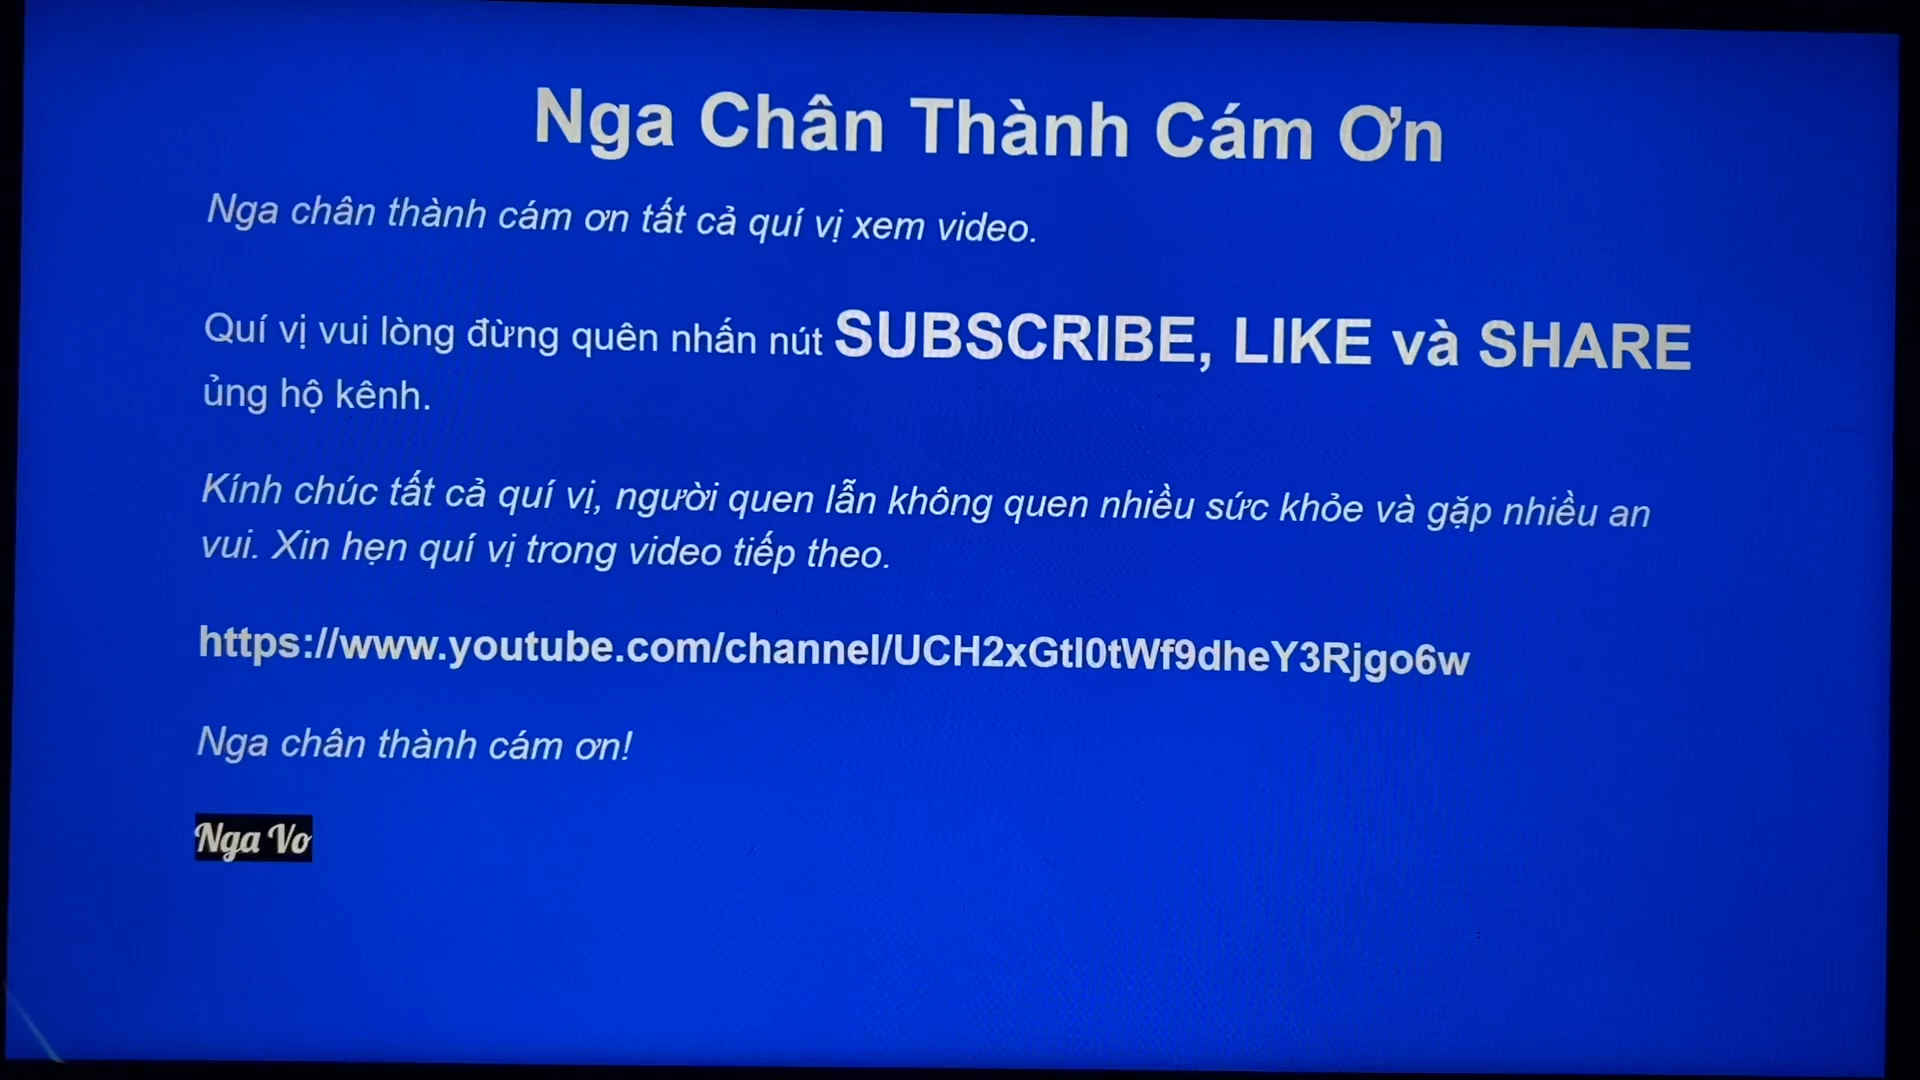 Nga Chân Thành Cám Ơn
Nga chân thành cám ơn tất cả quí vị xem video.
Quí vị vui lòng đừng quên nhấn nút SUBSCRIBE, LIKE và SHARE
ủng hộ kênh.
Kính chúc tất cả quí vị, người quen lẫn không quen nhiều sức khỏe và gặp nhiều an
vui. Xin hẹn quí vị trong video tiếp theo.
https://www.youtube.com/channel/UCH2xGtl0tWf9dheY3Rjgo6w
Nga chân thành cám ơn!
Nga Vo